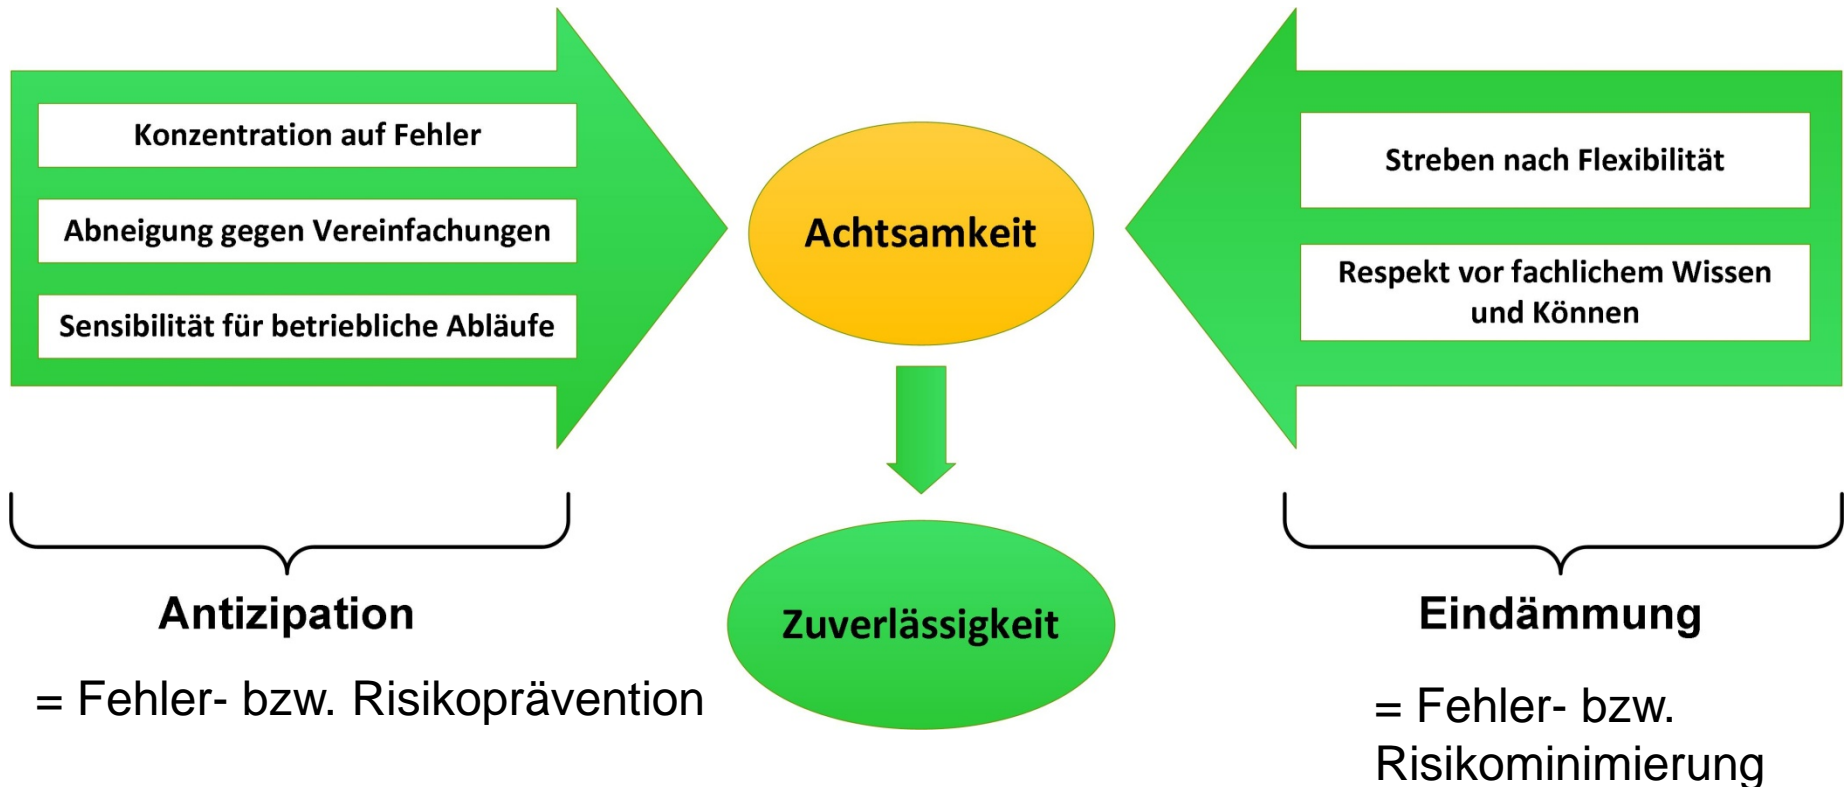 Konzentration auf Fehler
Abneigung gegen Vereinfachungen
Sensibilität für betriebliche Abläufe
Achtsamkeit
Streben nach Flexibilität
Respekt vor fachlichem Wissen
und Können
Zuverlässigkeit
Antizipation
= Fehler- bzw. Risikoprävention
Eindämmung
= Fehler- bzw.
Risikominimierung